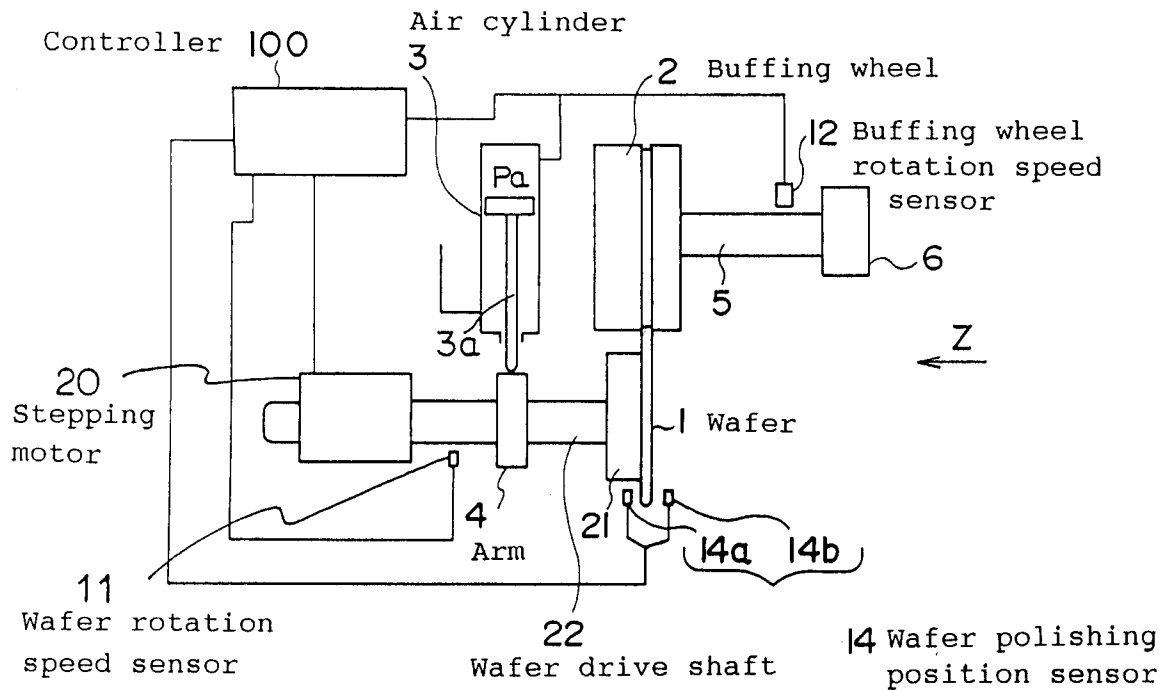 Air cylinder
3
Controller 100
2 Buffing wheel
12 Buffing wheel
rotation speed
sensor
Pa
6
5
3a
Z
20
Stepping
motor
1 Wafer
4
Arm
21
14a 14b
11
Wafer rotation
speed sensor
22
Wafer drive shaft
14 Wafer polishing
position sensor